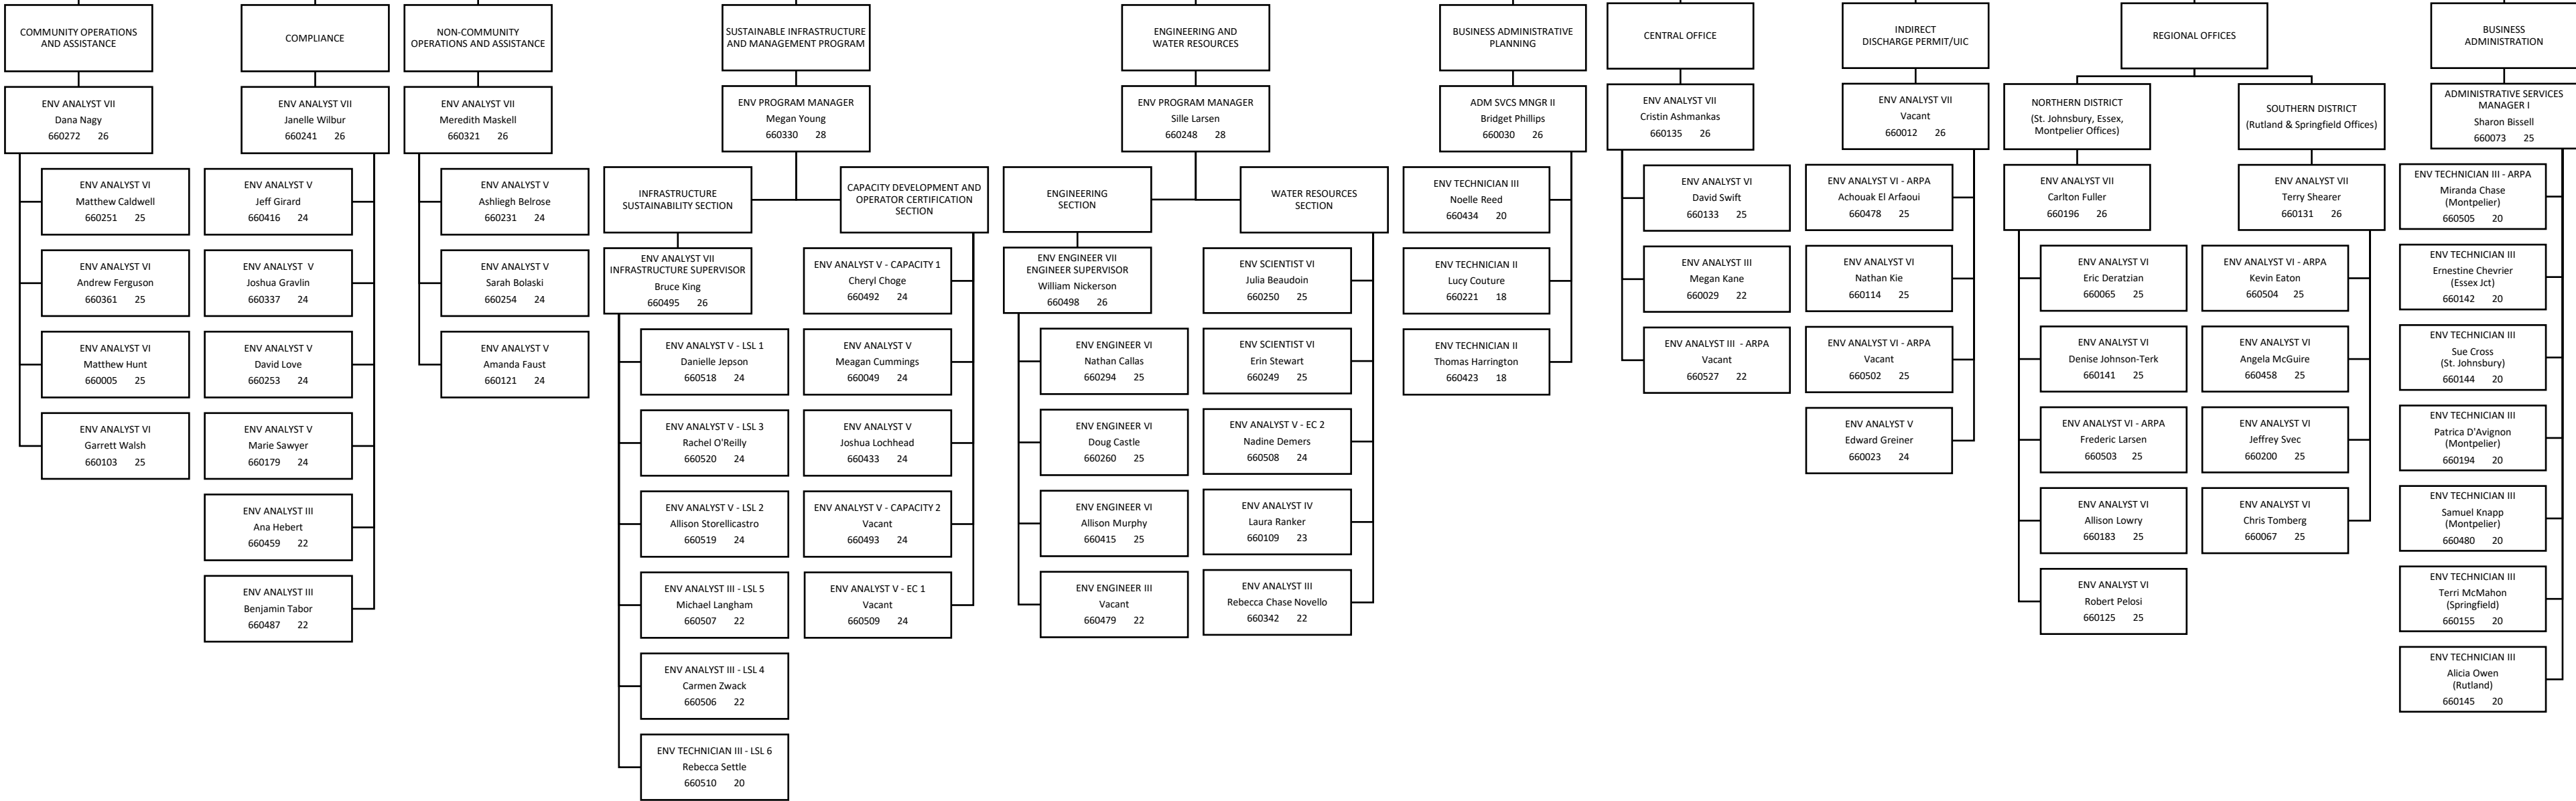 COMMUNITY OPERATIONS
AND ASSISTANCE
ENV ANALYST VII
Dana Nagy
660272 26
ENV ANALYST VI
Matthew Caldwell
660251 25
ENV ANALYST VI
Andrew Ferguson
660361 25
ENV ANALYST VI
Matthew Hunt
660005 25
ENV ANALYST VI
Garrett Walsh
660103 25
COMPLIANCE
ENV ANALYST VII
Janelle Wilbur
660241 26
ENV ANALYST V
Jeff Girard
660416 24
ENV ANALYST V
Joshua Gravlin
660337 24
ENV ANALYST V
David Love
660253 24
ENV ANALYST V
Marie Sawyer
660179 24
ENV ANALYST III
Ana Hebert
660459 22
ENV ANALYST III
Benjamin Tabor
660487 22
NON-COMMUNITY
OPERATIONS AND ASSISTANCE
ENV ANALYST VII
Meredith Maskell
660321 26
ENV ANALYST V
Ashliegh Belrose
660231 24
ENV ANALYST V
Sarah Bolaski
660254 24
ENV ANALYST V
Amanda Faust
660121 24
SUSTAINABLE INFRASTRUCTURE
AND MANAGEMENT PROGRAM
ENV PROGRAM MANAGER
Megan Young
660330 28
INFRASTRUCTURE
SUSTAINABILITY SECTION
ENV ANALYST VII
INFRASTRUCTURE SUPERVISOR
Bruce King
660495 26
ENV ANALYST V - LSL 1
Danielle Jepson
660518 24
ENV ANALYST V - LSL 3
Rachel O'Reilly
660520 24
ENV ANALYST V - LSL 2
Allison Storellicastro
660519 24
ENV ANALYST III - LSL 5
Michael Langham
660507 22
ENV ANALYST III - LSL 4
Carmen Zwack
660506 22
ENV TECHNICIAN III - LSL 6
Rebecca Settle
660510 20
CAPACITY DEVELOPMENT AND
OPERATOR CERTIFICATION
SECTION
ENV ANALYST V - CAPACITY 1
Cheryl Choge
660492 24
ENV ANALYST V
Meagan Cummings
660049 24
ENV ANALYST V
Joshua Lochhead
660433 24
ENV ANALYST V - CAPACITY 2
Vacant
660493 24
ENV ANALYST V - EC 1
Vacant
660509 24
ENGINEERING AND
WATER RESOURCES
ENV PROGRAM MANAGER
Sille Larsen
660248 28
ENGINEERING
SECTION
ENV ENGINEER VII
ENGINEER SUPERVISOR
William Nickerson
660498 26
ENV ENGINEER VI
Nathan Callas
660294 25
ENV ENGINEER VI
Doug Castle
660260 25
ENV ENGINEER VI
Allison Murphy
660415 25
ENV ENGINEER III
Vacant
660479 22
WATER RESOURCES
SECTION
ENV SCIENTIST VI
Julia Beaudoin
660250 25
ENV SCIENTIST VI
Erin Stewart
660249 25
ENV ANALYST V - EC 2
Nadine Demers
660508 24
ENV ANALYST IV
Laura Ranker
660109 23
ENV ANALYST III
Rebecca Chase Novello
660342 22
BUSINESS ADMINISTRATIVE
PLANNING
ADM SVCS MNGR II
Bridget Phillips
660030 26
ENV TECHNICIAN III
Noelle Reed
660434 20
ENV TECHNICIAN II
Lucy Couture
660221 18
ENV TECHNICIAN II
Thomas Harrington
660423 18
CENTRAL OFFICE
ENV ANALYST VII
Cristin Ashmankas
660135 26
ENV ANALYST VI
David Swift
660133 25
ENV ANALYST III
Megan Kane
660029 22
ENV ANALYST III - ARPA
Vacant
660527 22
INDIRECT
DISCHARGE PERMIT/UIC
ENV ANALYST VII
Vacant
660012 26
ENV ANALYST VI - ARPA
Achouak El Arfaoui
660478 25
ENV ANALYST VI
Nathan Kie
660114 25
ENV ANALYST VI - ARPA
Vacant
660502 25
ENV ANALYST V
Edward Greiner
660023 24
REGIONAL OFFICES
NORTHERN DISTRICT
(St. Johnsbury, Essex,
Montpelier Offices)
ENV ANALYST VII
Carlton Fuller
660196 26
ENV ANALYST VI
Eric Deratzian
660065 25
ENV ANALYST VI
Denise Johnson-Terk
660141 25
ENV ANALYST VI - ARPA
Frederic Larsen
660503 25
ENV ANALYST VI
Allison Lowry
660183 25
ENV ANALYST VI
Robert Pelosi
660125 25
SOUTHERN DISTRICT
(Rutland & Springfield Offices)
ENV ANALYST VII
Terry Shearer
660131 26
ENV ANALYST VI - ARPA
Kevin Eaton
660504 25
ENV ANALYST VI
Angela McGuire
660458 25
ENV ANALYST VI
Jeffrey Svec
660200 25
ENV ANALYST VI
Chris Tomberg
660067 25
BUSINESS
ADMINISTRATION
ADMINISTRATIVE SERVICES
MANAGER I
Sharon Bissell
660073 25
ENV TECHNICIAN III - ARPA
Miranda Chase
(Montpelier)
660505 20
ENV TECHNICIAN III
Ernestine Chevrier
(Essex Jct)
660142 20
ENV TECHNICIAN III
Sue Cross
(St. Johnsbury)
660144 20
ENV TECHNICIAN III
Patrica D'Avignon
(Montpelier)
660194 20
ENV TECHNICIAN III
Samuel Knapp
(Montpelier)
660480 20
ENV TECHNICIAN III
Terri McMahon
(Springfield)
660155 20
ENV TECHNICIAN III
Alicia Owen
(Rutland)
660145 20